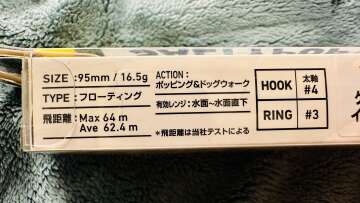 SIZE:95mm/16.5g
TYPE:フローティング
飛距離:Max 64m
Ave 62.4m
ACTION:
ポッピング&ドッグウォーク
有効レンジ:水面~水面直下
*飛距離は当社テストによる
HOOK 太軸 #4
RING #3